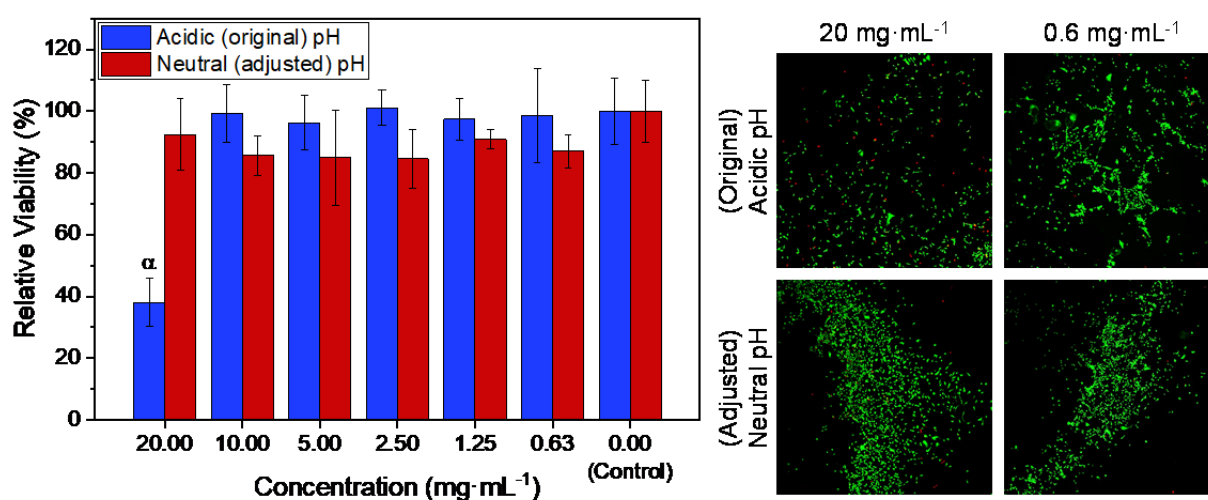 Acidic (original) pH
Neutral (adjusted) pH
120
100
80
60
40
20
0
Relative Viability (%)
α
20.00 10.00 5.00 2.50 1.25 0.63 0.00
(Control)
Concentration (mg·mL⁻¹)
20 mg·mL⁻¹ 0.6 mg·mL⁻¹
(Original)
Acidic pH
(Adjusted)
Neutral pH